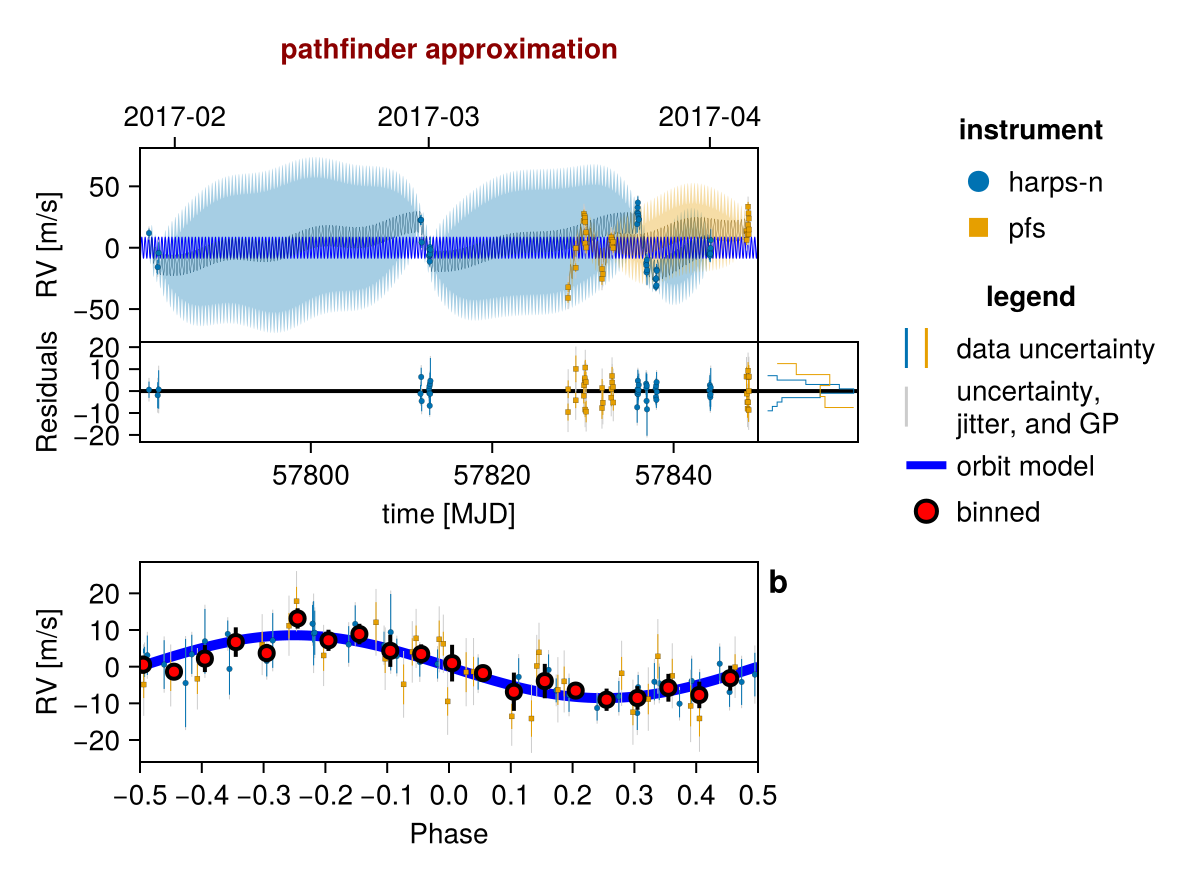 pathfinder approximation
2017-02 2017-03 2017-04
RV [m/s]
50
0
−50
Residuals
20
10
0
−10
−20
57800 57820 57840
time [MJD]
instrument
harps-n
pfs
legend
data uncertainty
uncertainty,
jitter, and GP
orbit model
binned
b
RV [m/s]
20
10
0
−10
−20
−0.5 −0.4 −0.3 −0.2 −0.1 0.0 0.1 0.2 0.3 0.4 0.5
Phase